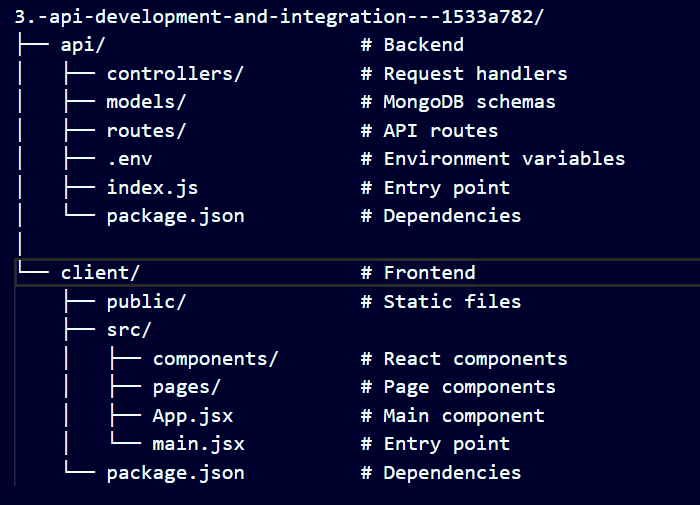 3.-api-development-and-integration---1533a782/
├── api/                      # Backend
│   ├── controllers/          # Request handlers
│   ├── models/               # MongoDB schemas
│   ├── routes/               # API routes
│   ├── .env                  # Environment variables
│   ├── index.js              # Entry point
│   └── package.json          # Dependencies
│
└── client/                   # Frontend
    ├── public/               # Static files
    ├── src/
    │   ├── components/       # React components
    │   ├── pages/            # Page components
    │   ├── App.jsx           # Main component
    │   └── main.jsx          # Entry point
    └── package.json          # Dependencies